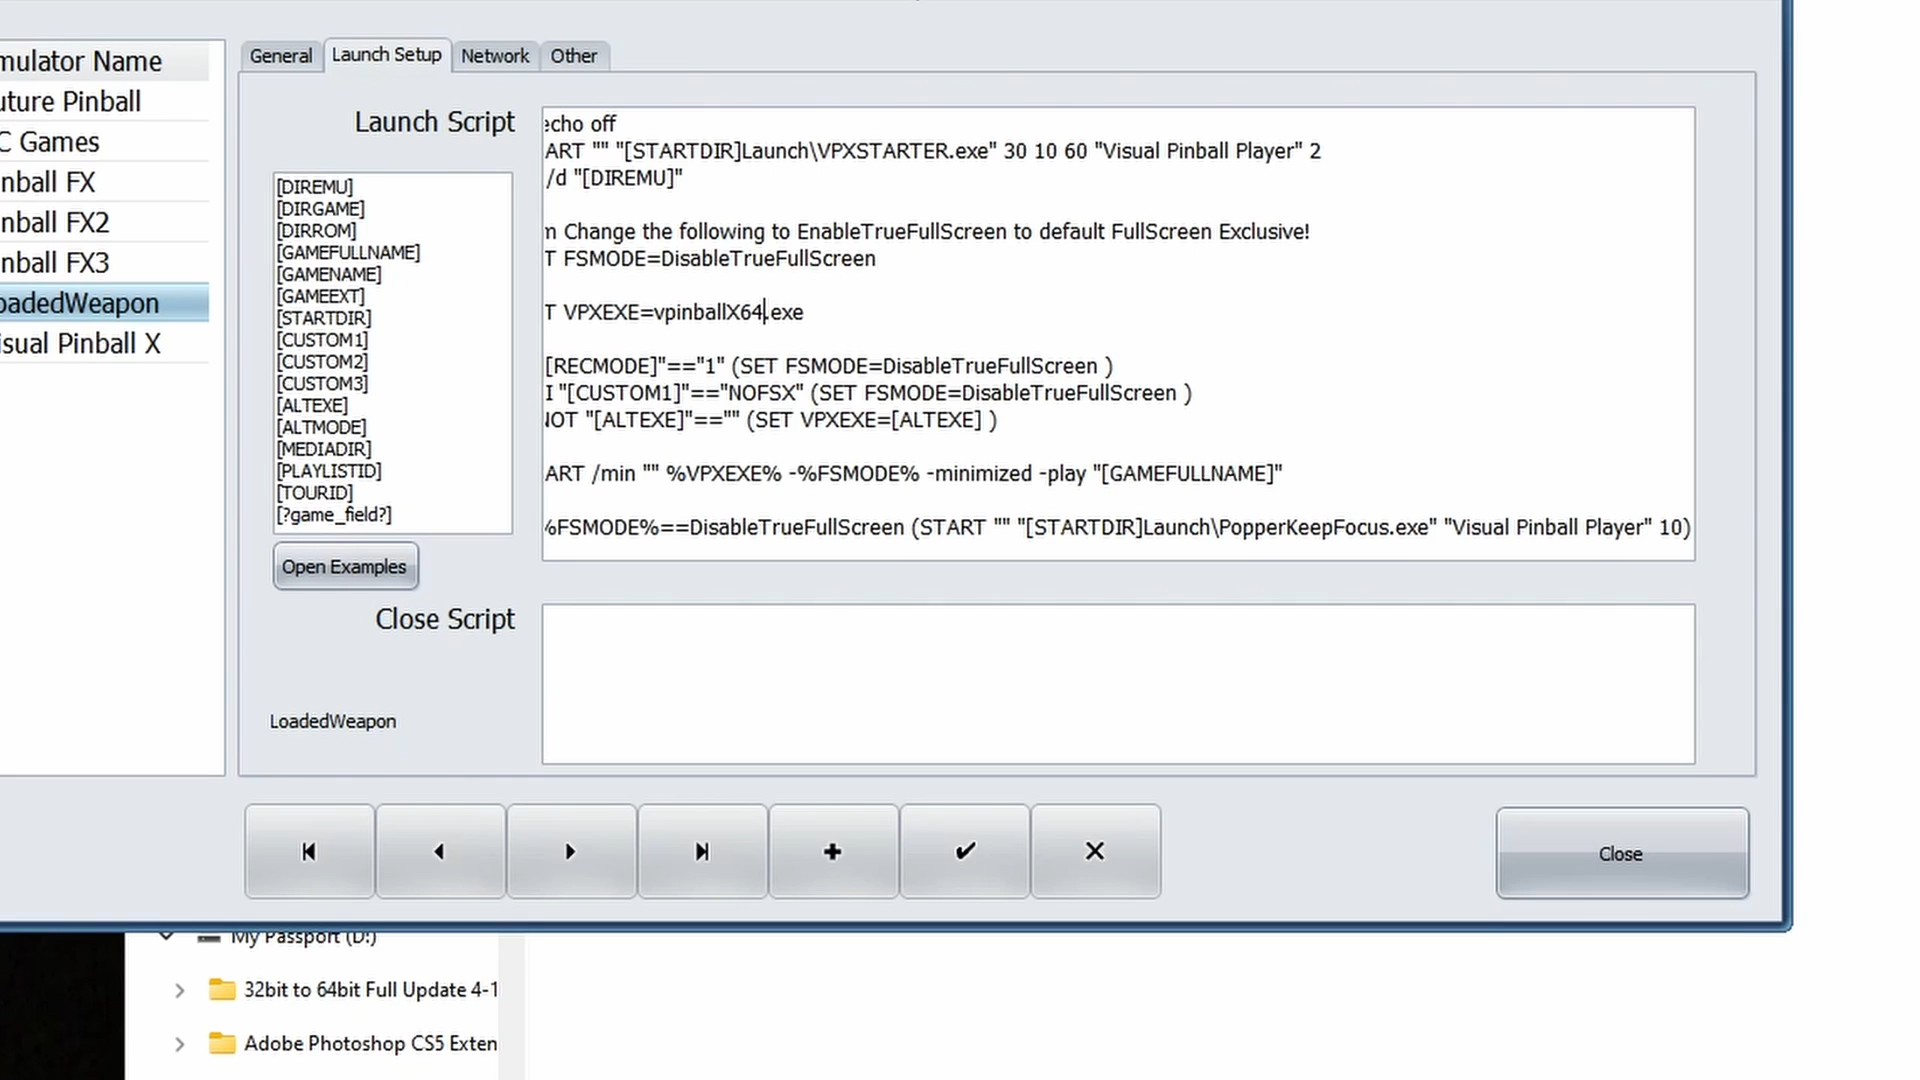 mulator Name
uture Pinball
C Games
nball FX
nball FX2
nball FX3
oadedWeapon
isual Pinball X
General
Launch Setup
Network
Other
Launch Script
[DIREMU]
[DIRGAME]
[DIRROM]
[GAMEFULLNAME]
[GAMENAME]
[GAMEEXT]
[STARTDIR]
[CUSTOM1]
[CUSTOM2]
[CUSTOM3]
[ALTEXE]
[ALTMODE]
[MEDIADIR]
[PLAYLISTID]
[TOURID]
[?game_field?]
Open Examples
echo off
ART "" "[STARTDIR]Launch\VPXSTARTER.exe" 30 10 60 "Visual Pinball Player" 2
/d "[DIREMU]"
m Change the following to EnableTrueFullScreen to default FullScreen Exclusive!
T FSMODE=DisableTrueFullScreen
T VPXEXE=vpinballX64.exe
[RECMODE]"=="1" (SET FSMODE=DisableTrueFullScreen )
I "[CUSTOM1]"=="NOFSX" (SET FSMODE=DisableTrueFullScreen )
NOT "[ALTEXE]"=="" (SET VPXEXE=[ALTEXE] )
ART /min "" %VPXEXE% -%FSMODE% -minimized -play "[GAMEFULLNAME]"
%FSMODE%==DisableTrueFullScreen (START "" "[STARTDIR]Launch\PopperKeepFocus.exe" "Visual Pinball Player" 10)
Close Script
LoadedWeapon
Close
My Passport (D:)
32bit to 64bit Full Update 4-1
Adobe Photoshop CS5 Exten